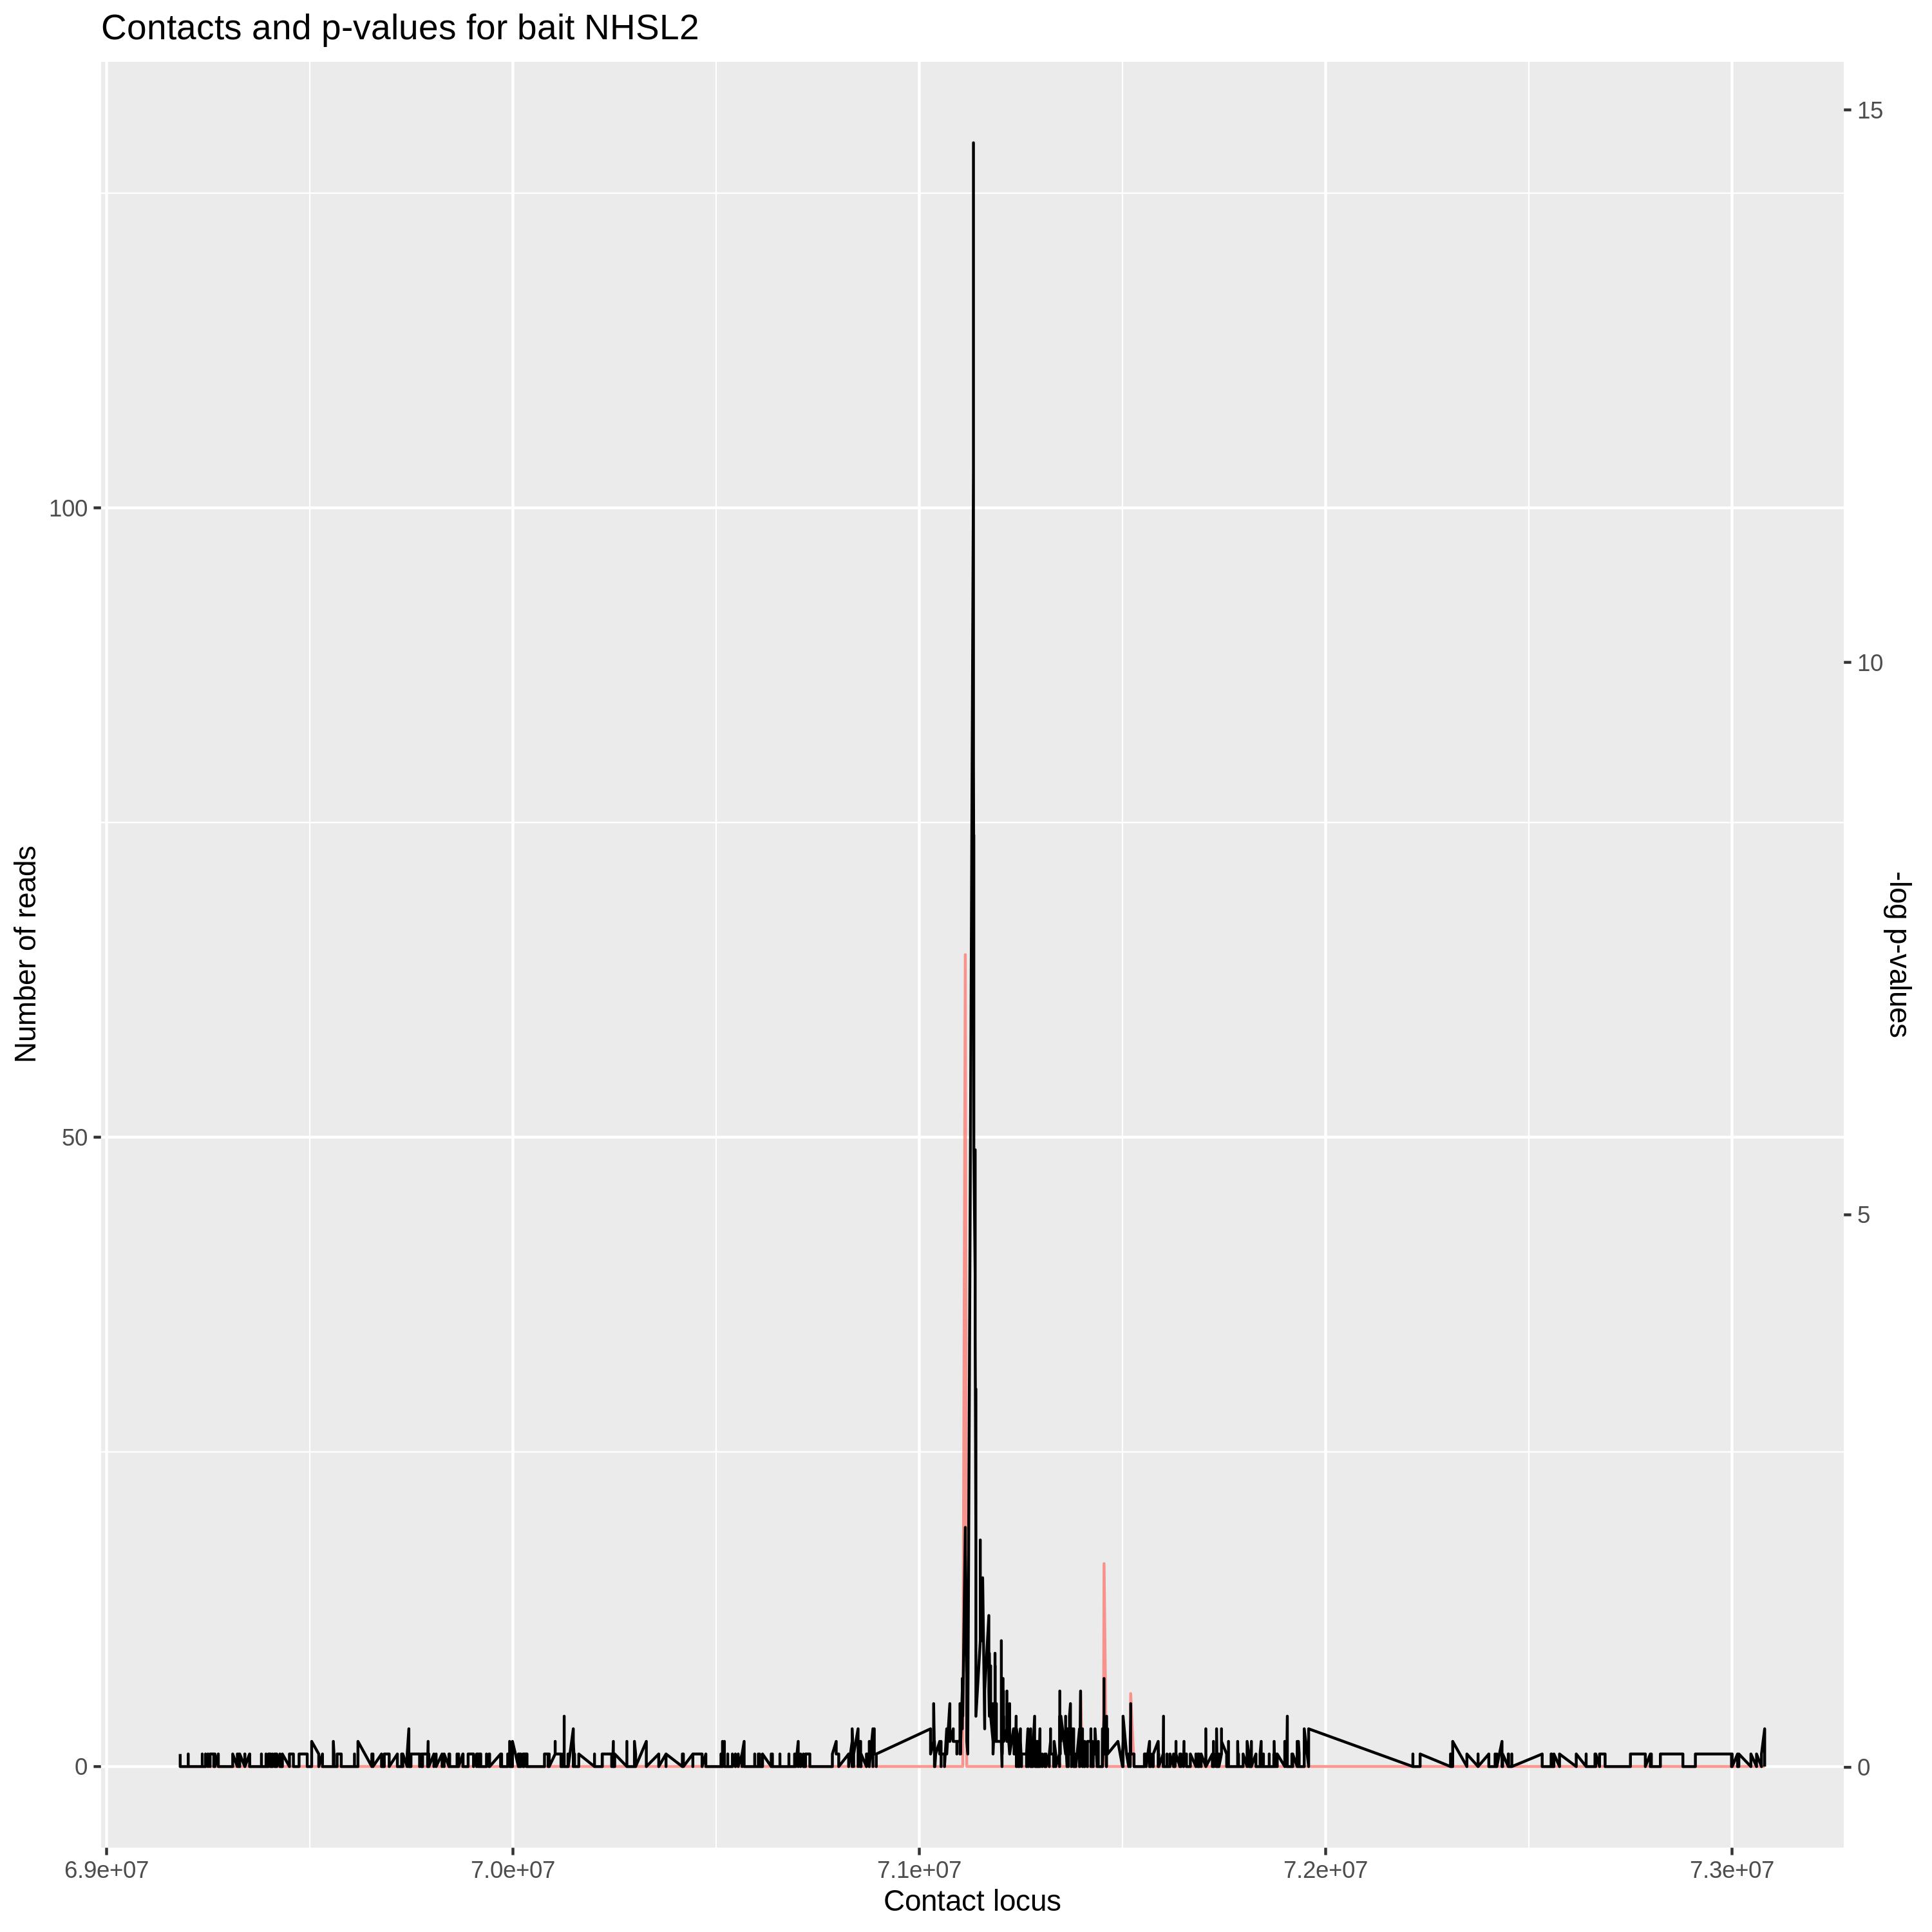 Contacts and p-values for bait NHSL2
15
100
10
Number of reads
-log p-values
50
5
0
0
6.9e+07
7.0e+07
7.1e+07
7.2e+07
7.3e+07
Contact locus